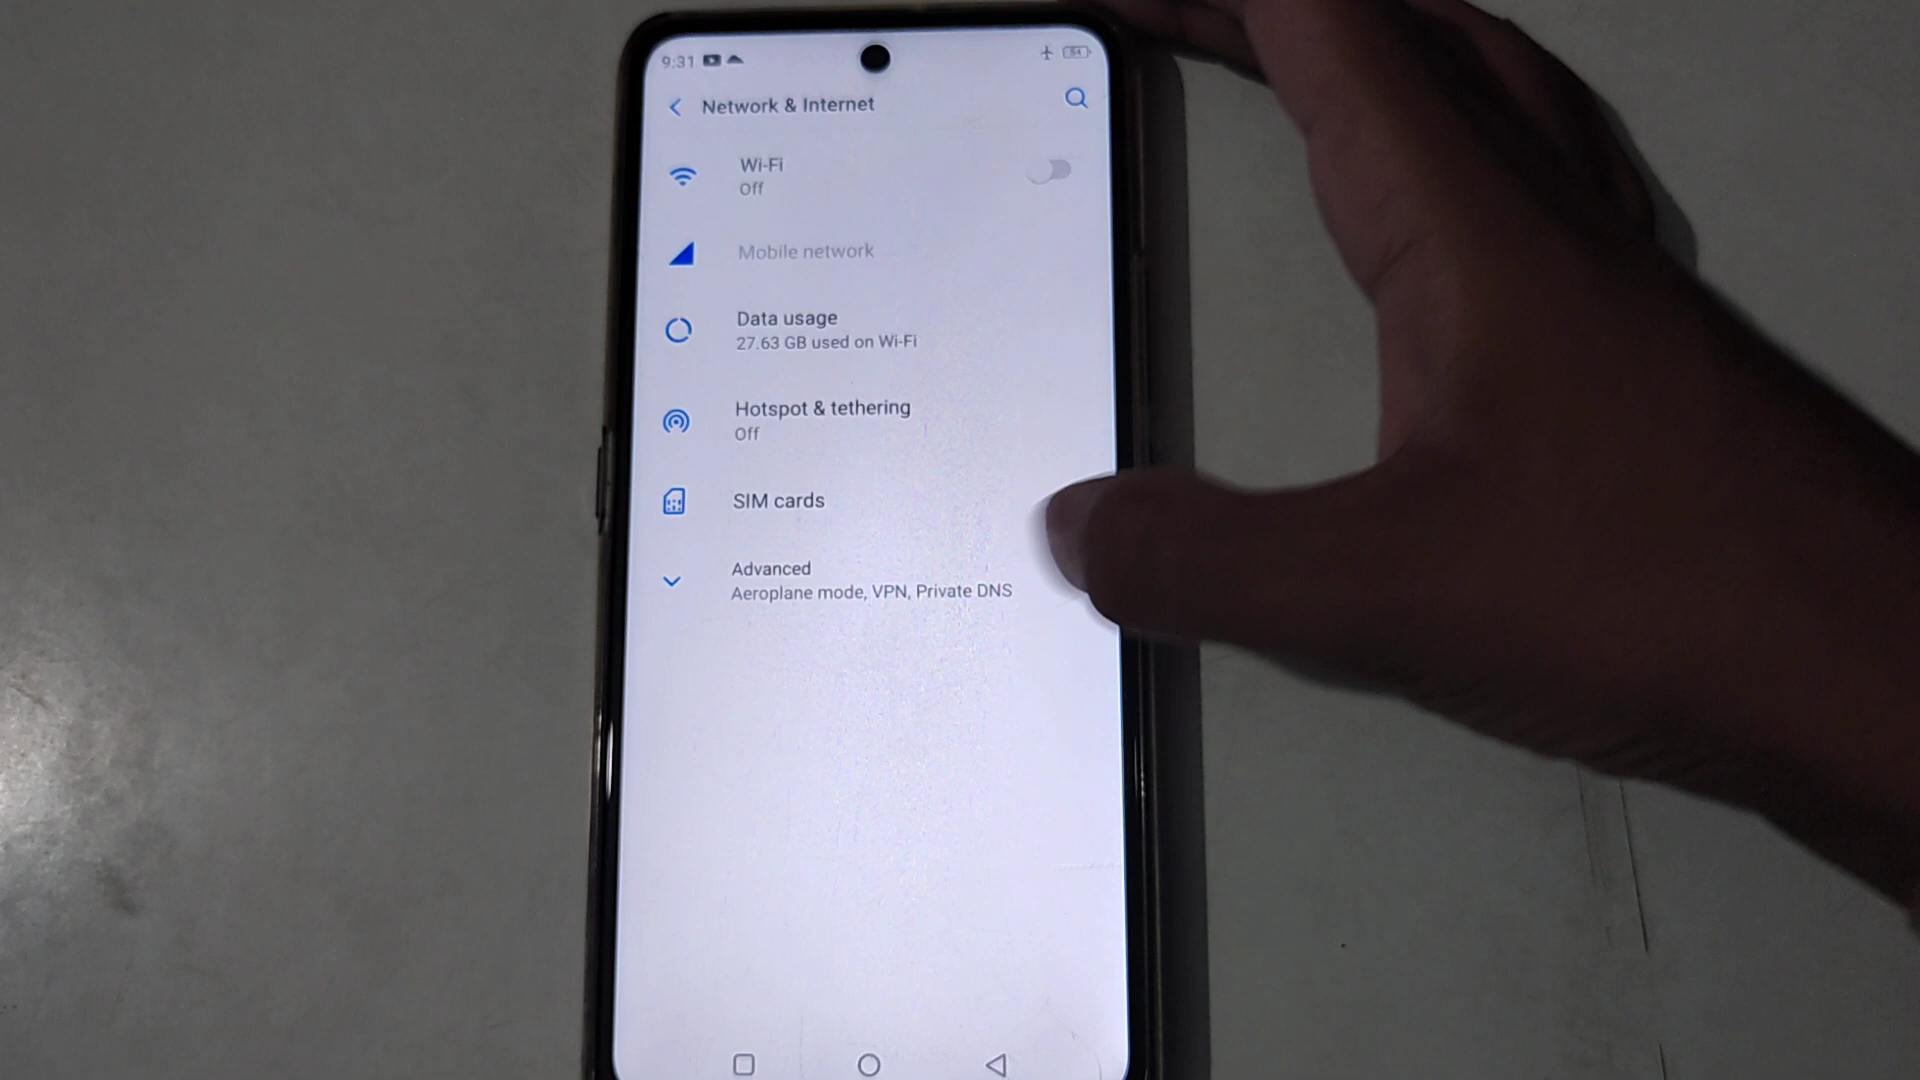 9:31
54
Network & Internet
Wi-Fi
Off
Mobile network
Data usage
27.63 GB used on Wi-Fi
Hotspot & tethering
Off
SIM cards
Advanced
Aeroplane mode, VPN, Private DNS